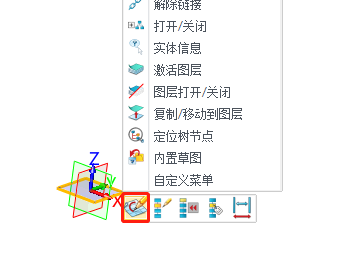 解除链接
打开/关闭
实体信息
激活图层
图层打开/关闭
复制/移动到图层
定位树节点
内置草图
自定义菜单
Z
Y
X